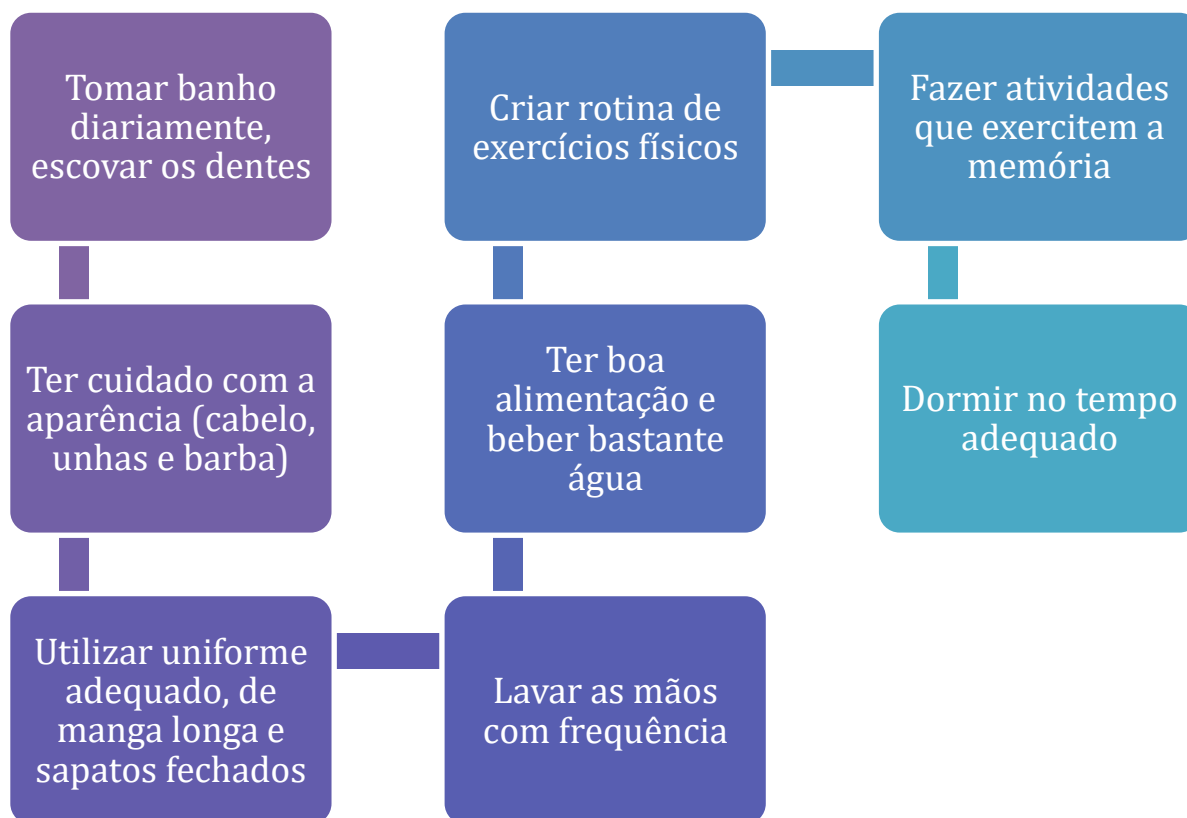 Tomar banho
diariamente,
escovar os dentes
Ter cuidado com a
aparência (cabelo,
unhas e barba)
Utilizar uniforme
adequado, de
manga longa e
sapatos fechados
Lavar as mãos
com frequência
Ter boa
alimentação e
beber bastante
água
Criar rotina de
exercícios físicos
Fazer atividades
que exercitem a
memória
Dormir no tempo
adequado